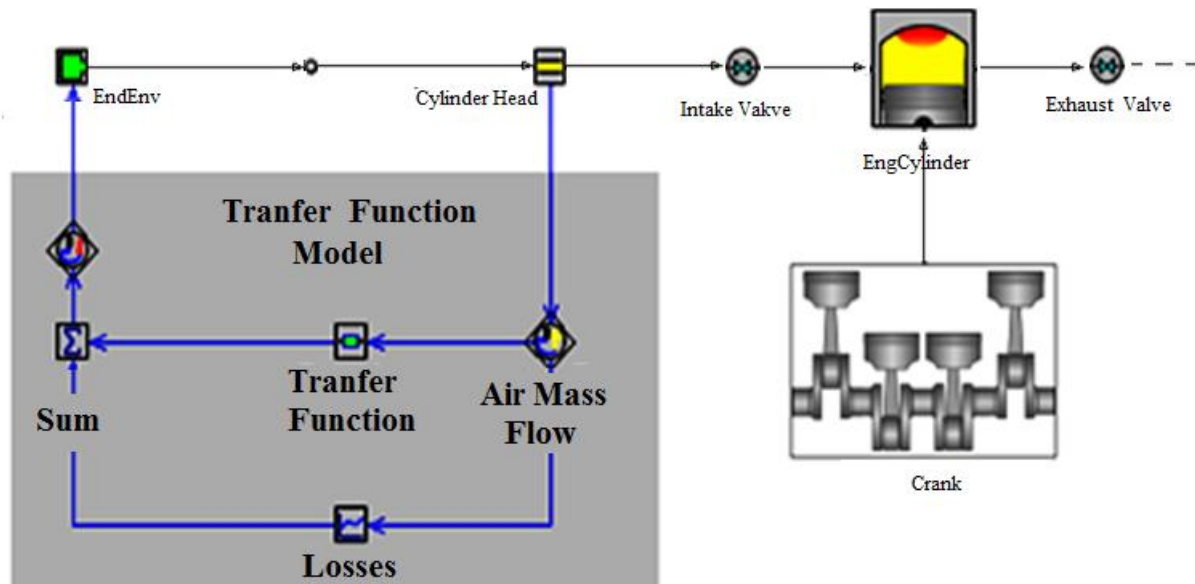 EndEnv
Cylinder Head
Intake Vakve
Exhaust Valve
EngCylinder
Tranfer Function
Model
Σ
Tranfer
Function
Air Mass
Flow
Sum
Crank
Losses